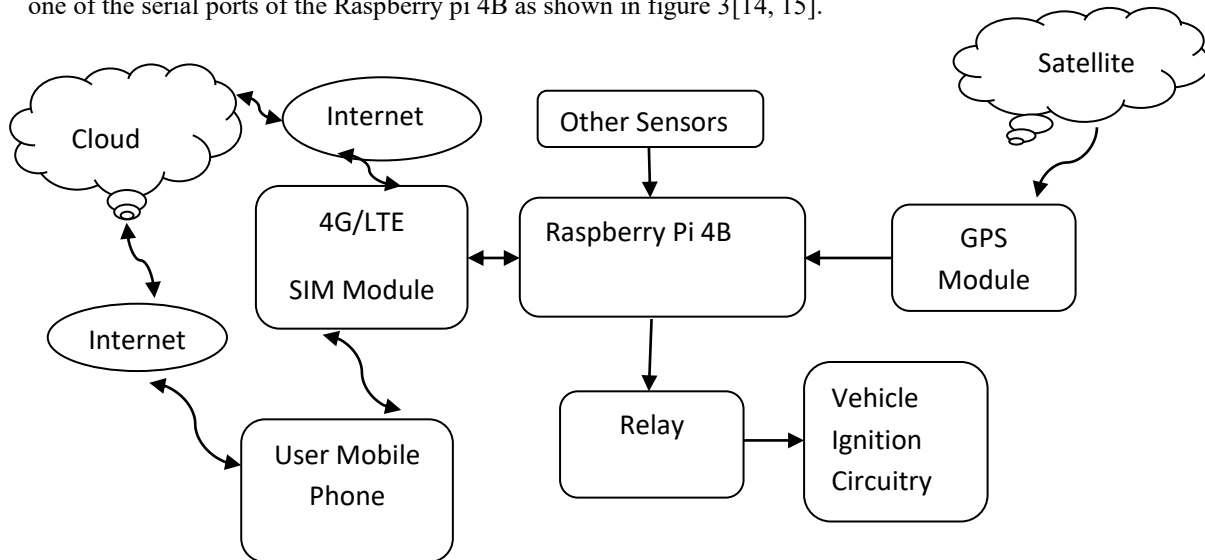 one of the serial ports of the Raspberry pi 4B as shown in figure 3[14, 15].
Satellite
Internet
Other Sensors
Cloud
4G/LTE
SIM Module
Raspberry Pi 4B
GPS
Module
Internet
Vehicle
Ignition
Circuitry
Relay
User Mobile
Phone